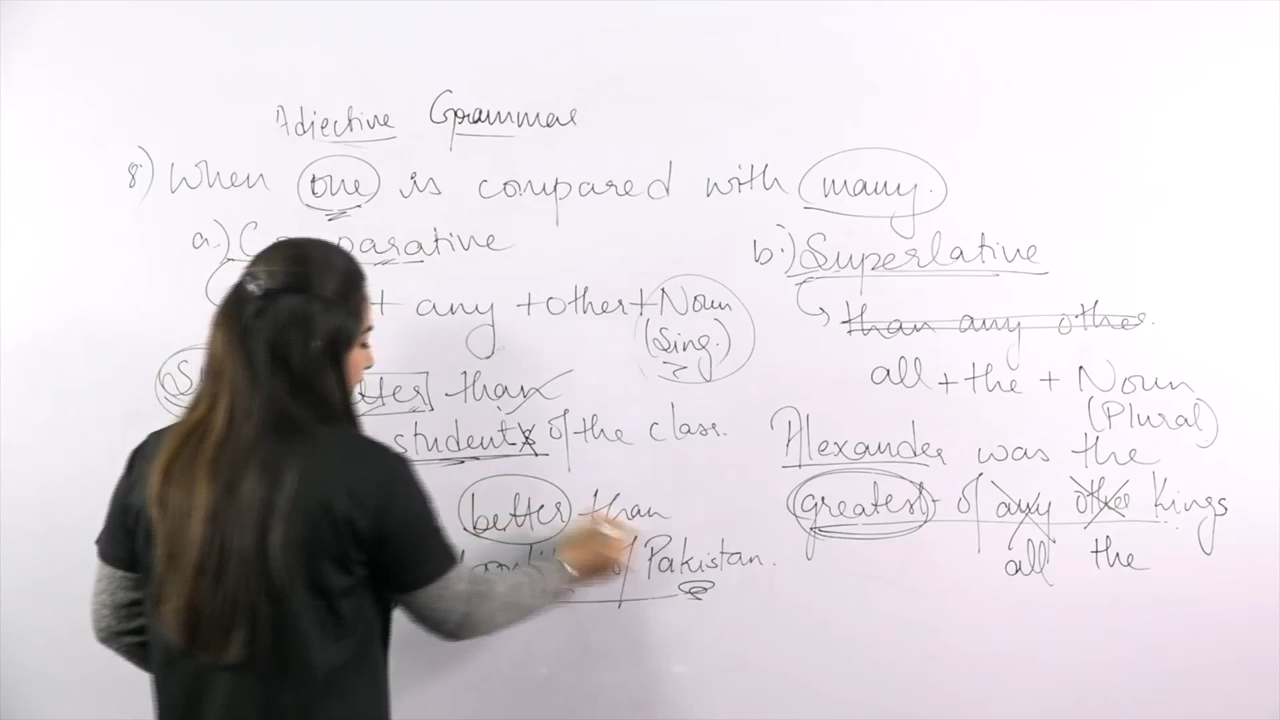 Adjective Grammar
8.) When one is compared with many.
a.) Comparative
+ any + other + Noun
(Sing.)
than
students of the class.
better than
of Pakistan.
b.) Superlative
than any other.
all + the + Noun
(Plural)
Alexander was the
greatest of any other Kings
all the